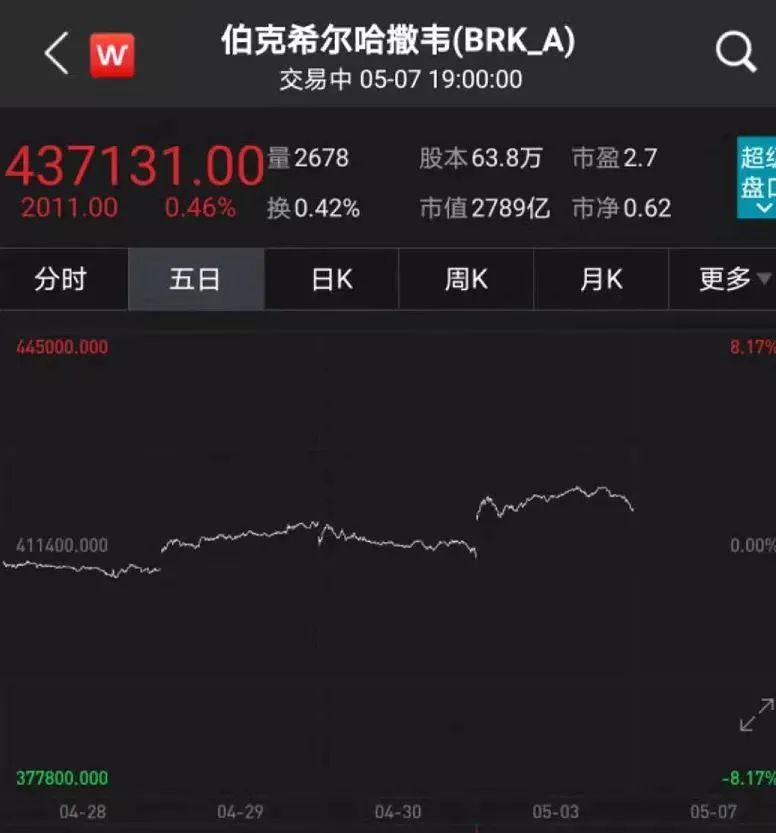 W
伯克希尔哈撒韦(BRK_A)
交易中 05-07 19:00:00
437131.00
2011.00 0.46%
量2678 股本63.8万 市盈2.7
换0.42% 市值2789亿 市净0.62
超级
盘口
分时 五日 日K 周K 月K 更多
445000.000 8.17%
411400.000 0.00%
377800.000 -8.17%
04-28 04-29 04-30 05-03 05-07